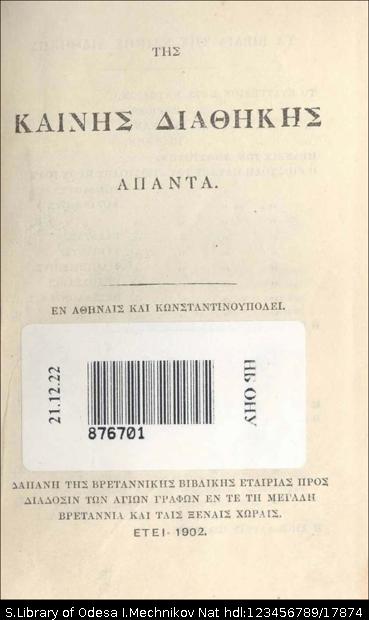 ΤΗΣ
ΚΑΙΝΗΣ ΔΙΑΘΗΚΗΣ
ΑΠΑΝΤΑ.
ΕΝ ΑΘΗΝΑΙΣ ΚΑΙ ΚΩΝΣΤΑΝΤΙΝΟΥΠΟΛΕΙ.
21.12.22
876701
НБ ОНУ
ΔΑΠΑΝΗ ΤΗΣ ΒΡΕΤΑΝΝΙΚΗΣ ΒΙΒΛΙΚΗΣ ΕΤΑΙΡΙΑΣ ΠΡΟΣ
ΔΙΑΔΟΣΙΝ ΤΩΝ ΑΓΙΩΝ ΓΡΑΦΩΝ ΕΝ ΤΕ ΤΗ ΜΕΓΑΛΗ
ΒΡΕΤΑΝΝΙΑ ΚΑΙ ΤΑΙΣ ΞΕΝΑΙΣ ΧΩΡΑΙΣ.
ΕΤΕΙ· 1902.
S.Library of Odesa I.Mechnikov Nat hdl:123456789/17874